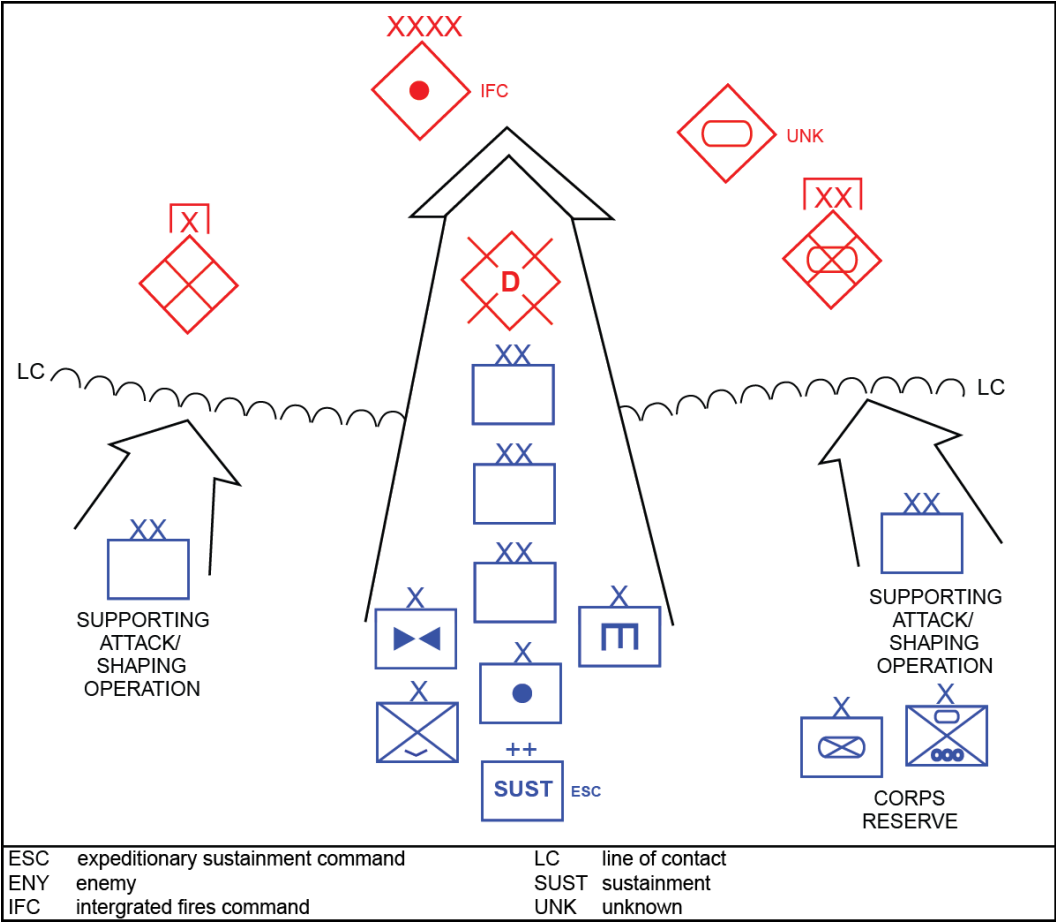 XXXX
IFC
UNK
XX
X
D
XX
LC
LC
XX
XX
XX
XX
X
X
SUPPORTING
ATTACK/
SHAPING
OPERATION
SUPPORTING
ATTACK/
SHAPING
OPERATION
X
X
X
X
++
SUST
ESC
CORPS
RESERVE
ESC expeditionary sustainment command
ENY enemy
IFC intergrated fires command
LC line of contact
SUST sustainment
UNK unknown